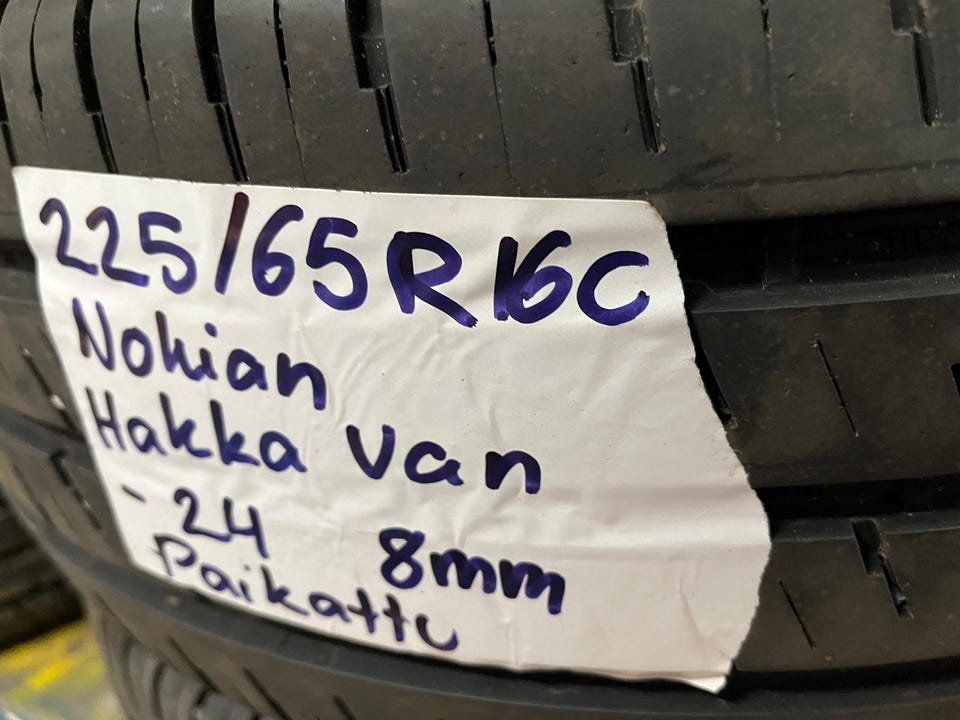 225/65R16C
Nokian
Hakka Van
-24 8mm
Paikattu